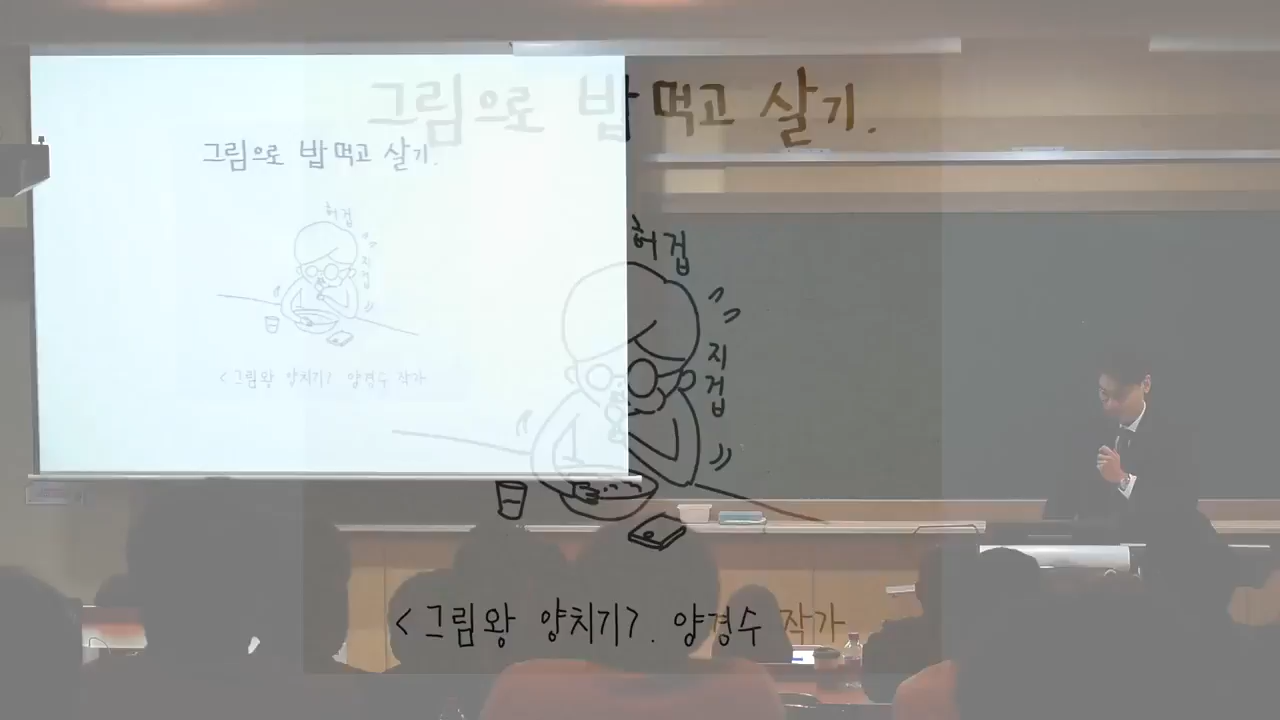 그림으로 밥 먹고 살기.
허겁
지겁
<그림왕 양치기> 양경수 작가
그림으로 밥 먹고 살기.
허겁
지겁
<그림왕 양치기>. 양경수 작가